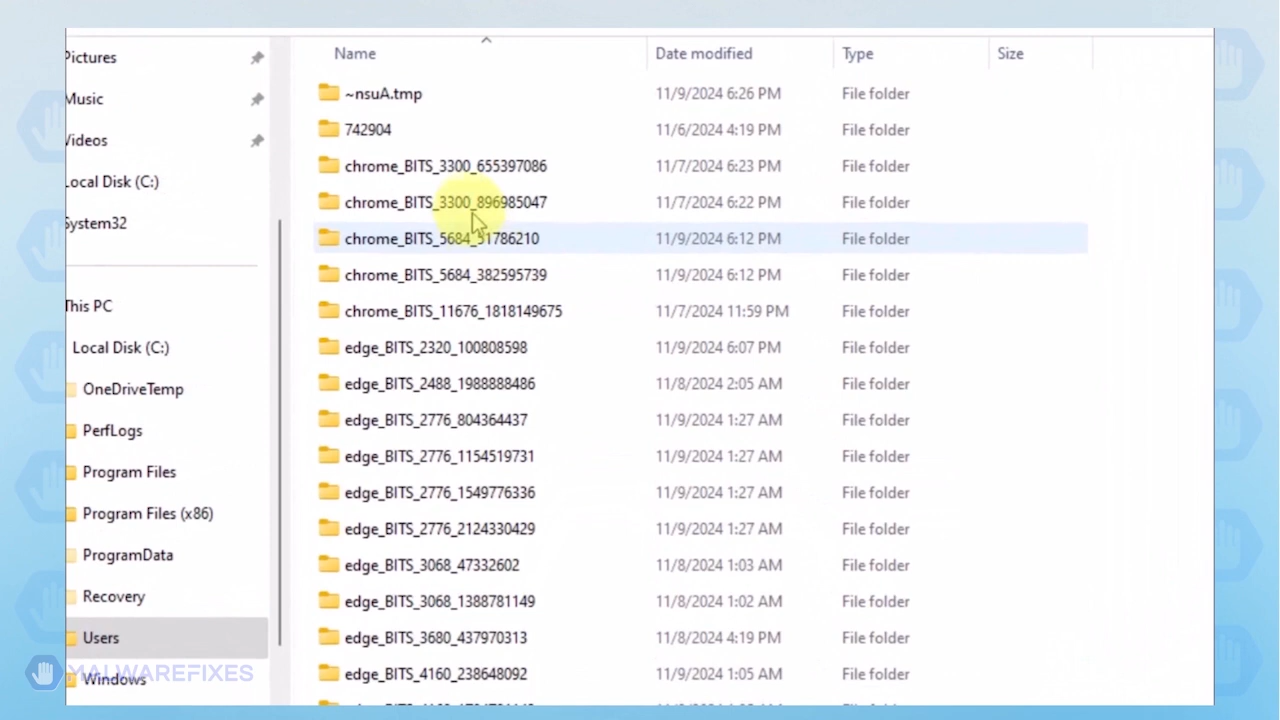 Name Date modified Type Size
Pictures
Music
Videos
Local Disk (C:)
System32
This PC
Local Disk (C:)
OneDriveTemp
PerfLogs
Program Files
Program Files (x86)
ProgramData
Recovery
Users
Windows
~nsuA.tmp 11/9/2024 6:26 PM File folder
742904 11/6/2024 4:19 PM File folder
chrome_BITS_3300_655397086 11/7/2024 6:23 PM File folder
chrome_BITS_3300_896985047 11/7/2024 6:22 PM File folder
chrome_BITS_5684_51786210 11/9/2024 6:12 PM File folder
chrome_BITS_5684_382595739 11/9/2024 6:12 PM File folder
chrome_BITS_11676_1818149675 11/7/2024 11:59 PM File folder
edge_BITS_2320_100808598 11/9/2024 6:07 PM File folder
edge_BITS_2488_1988888486 11/8/2024 2:05 AM File folder
edge_BITS_2776_804364437 11/9/2024 1:27 AM File folder
edge_BITS_2776_1154519731 11/9/2024 1:27 AM File folder
edge_BITS_2776_1549776336 11/9/2024 1:27 AM File folder
edge_BITS_2776_2124330429 11/9/2024 1:27 AM File folder
edge_BITS_3068_47332602 11/8/2024 1:03 AM File folder
edge_BITS_3068_1388781149 11/8/2024 1:02 AM File folder
edge_BITS_3680_437970313 11/8/2024 4:19 PM File folder
edge_BITS_4160_238648092 11/9/2024 1:05 AM File folder
MALWAREFIXES